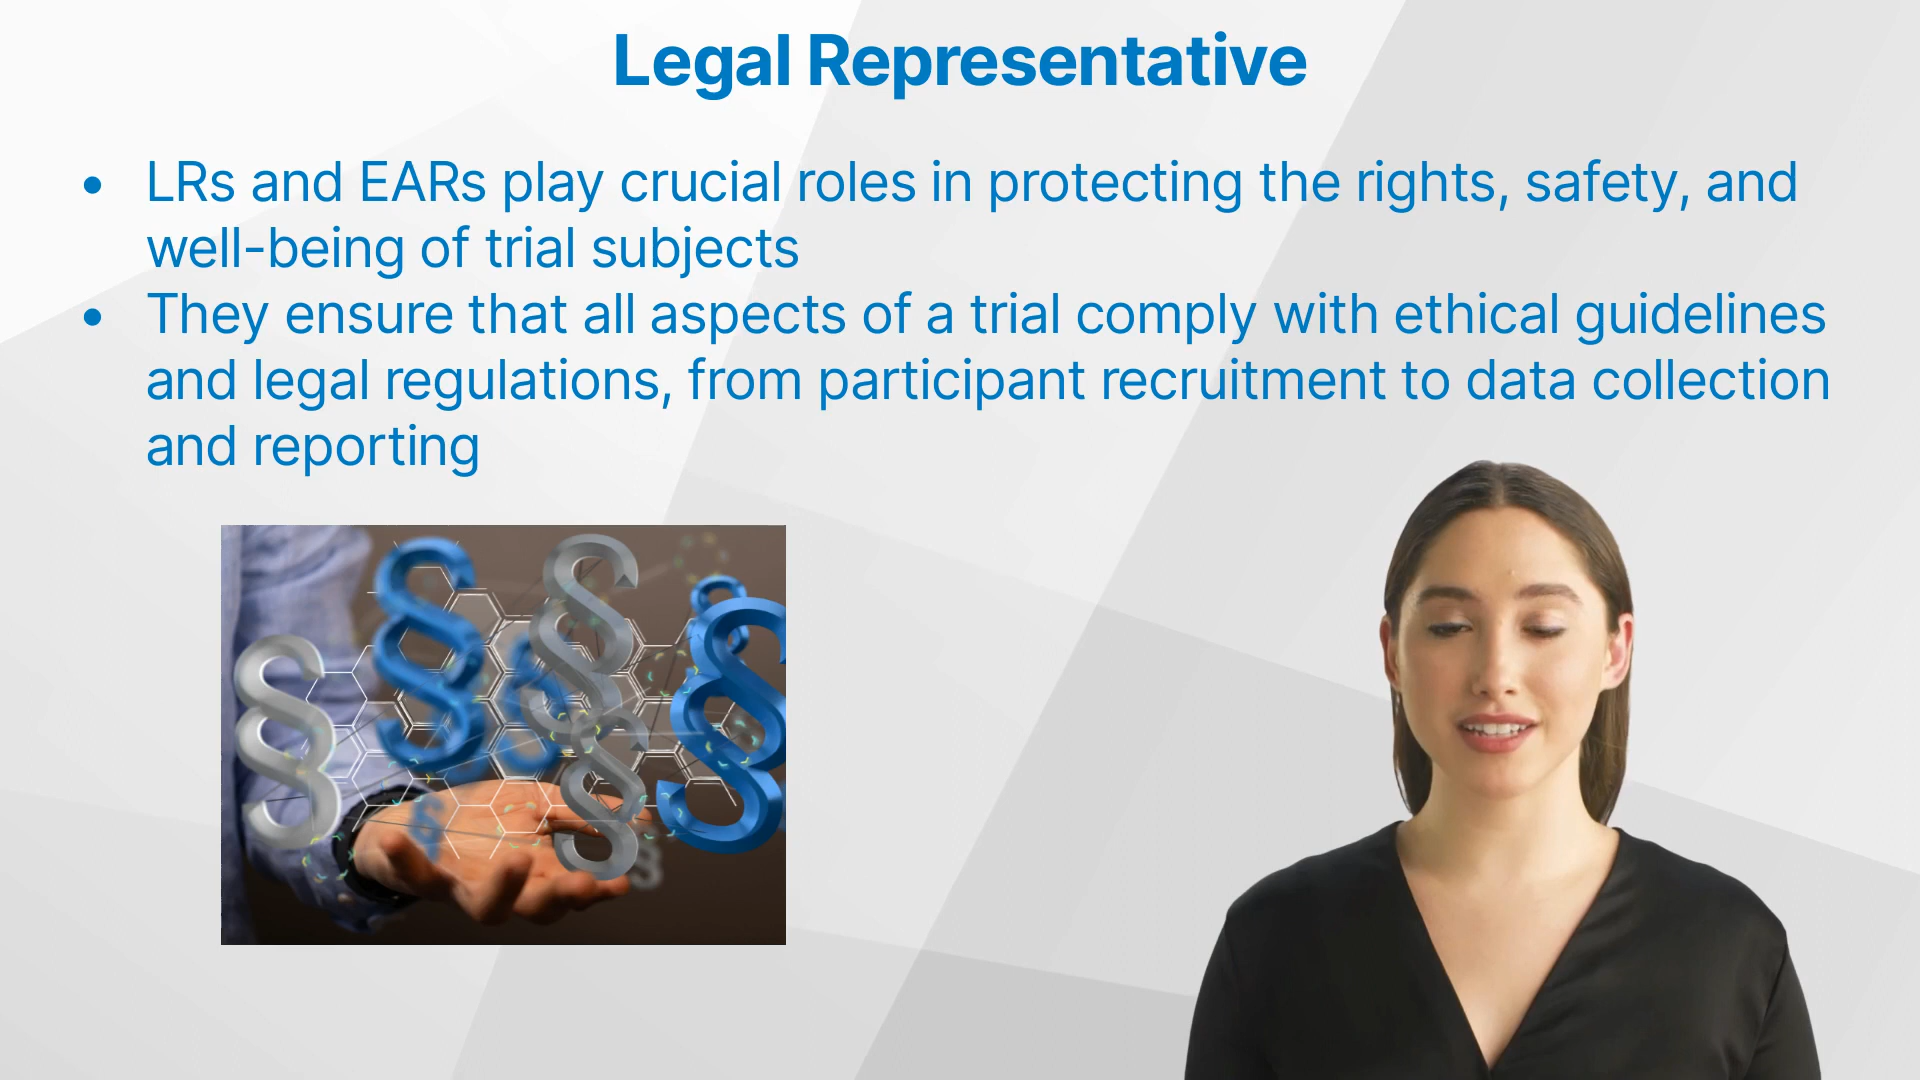 Legal Representative
• LRs and EARs play crucial roles in protecting the rights, safety, and
well-being of trial subjects
• They ensure that all aspects of a trial comply with ethical guidelines
and legal regulations, from participant recruitment to data collection
and reporting